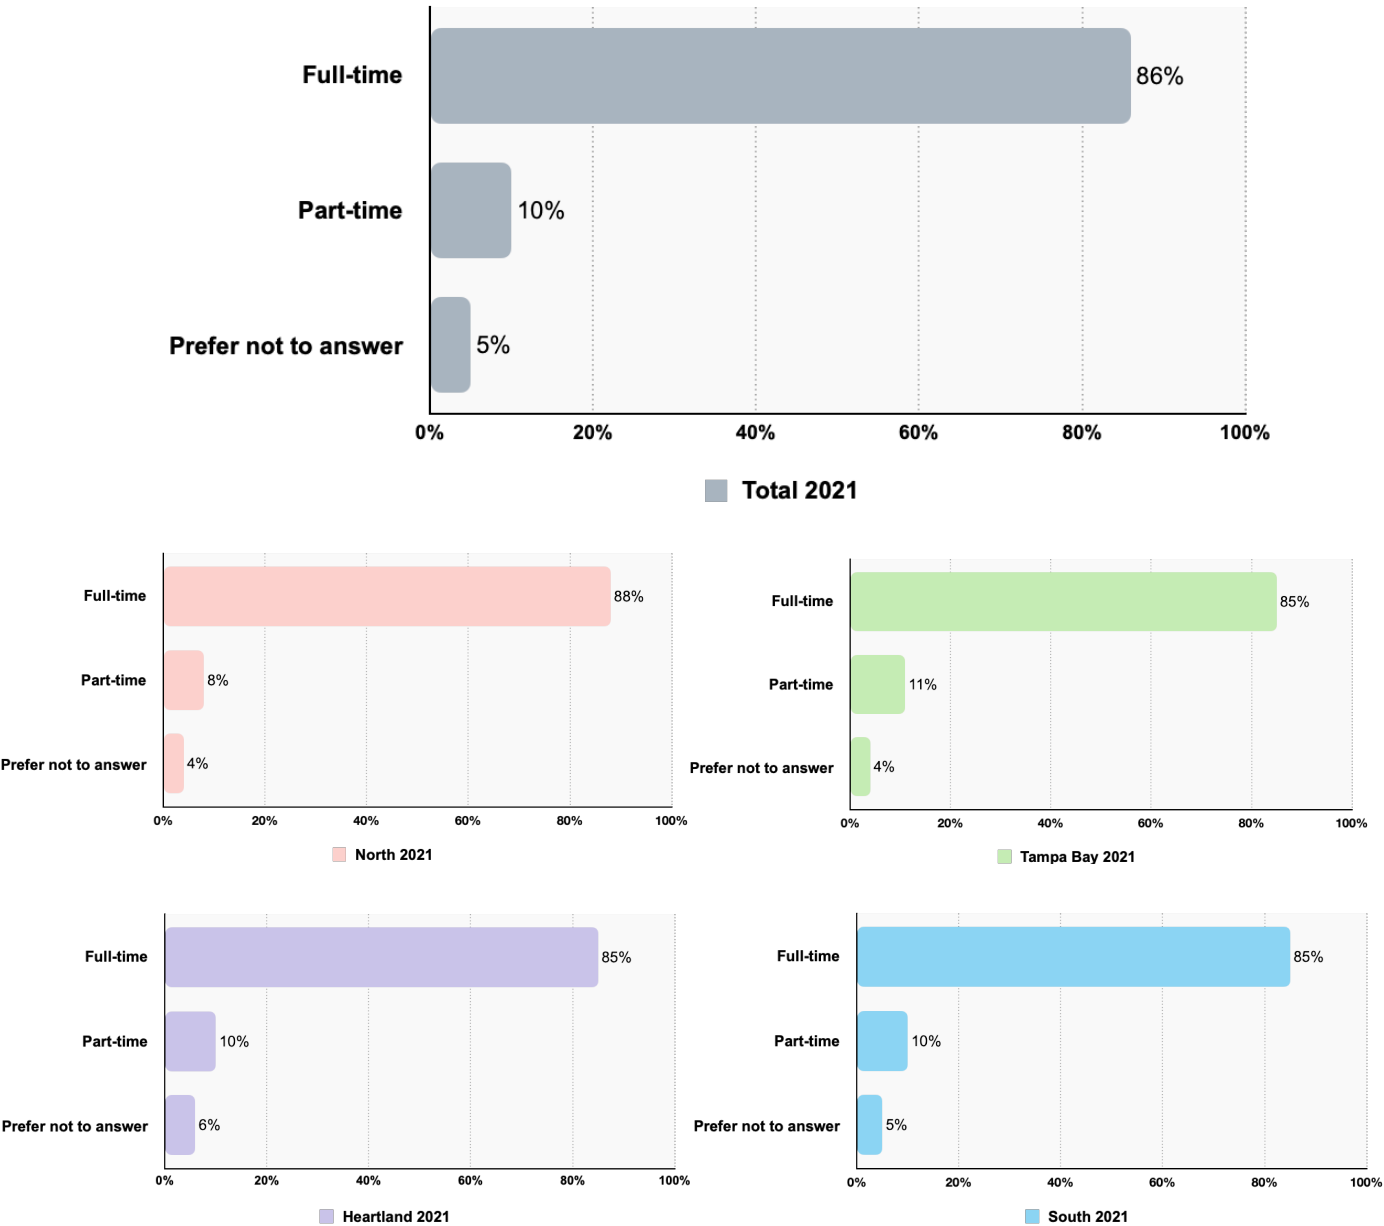 Full-time 86%
Part-time 10%
Prefer not to answer 5%
0% 20% 40% 60% 80% 100%
Total 2021
Full-time 88%
Part-time 8%
Prefer not to answer 4%
0% 20% 40% 60% 80% 100%
North 2021
Full-time 85%
Part-time 11%
Prefer not to answer 4%
0% 20% 40% 60% 80% 100%
Tampa Bay 2021
Full-time 85%
Part-time 10%
Prefer not to answer 6%
0% 20% 40% 60% 80% 100%
Heartland 2021
Full-time 85%
Part-time 10%
Prefer not to answer 5%
0% 20% 40% 60% 80% 100%
South 2021